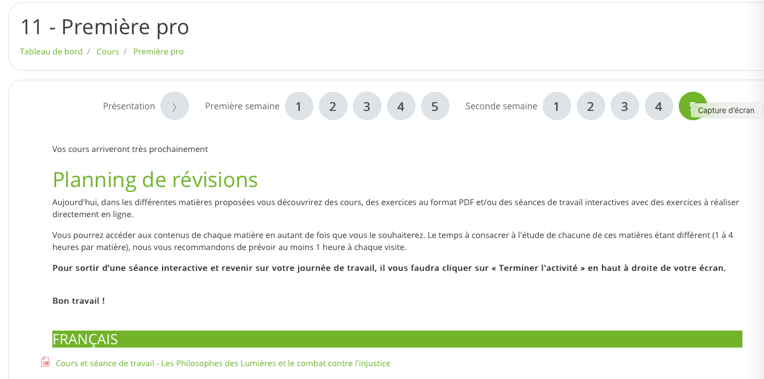 11 - Première pro
Tableau de bord / Cours / Première pro
Présentation › Première semaine 1 2 3 4 5 Seconde semaine 1 2 3 4
Capture d'écran
Vos cours arriveront très prochainement
Planning de révisions
Aujourd'hui, dans les différentes matières proposées vous découvrirez des cours, des exercices au format PDF et/ou des séances de travail interactives avec des exercices à réaliser
directement en ligne.
Vous pourrez accéder aux contenus de chaque matière en autant de fois que vous le souhaiterez. Le temps à consacrer à l'étude de chacune de ces matières étant différent (1 à 4
heures par matière), nous vous recommandons de prévoir au moins 1 heure à chaque visite.
Pour sortir d'une séance interactive et revenir sur votre journée de travail, il vous faudra cliquer sur « Terminer l'activité » en haut à droite de votre écran.
Bon travail !
FRANÇAIS
Cours et séance de travail - Les Philosophes des Lumières et le combat contre l'injustice